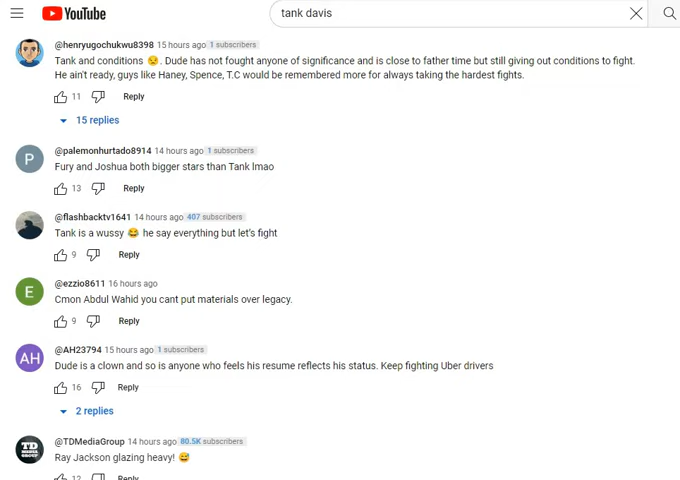 YouTube
tank davis
@henryugochukwu8398 15 hours ago 1 subscribers
Tank and conditions 😒. Dude has not fought anyone of significance and is close to father time but still giving out conditions to fight.
He ain't ready, guys like Haney, Spence, T.C would be remembered more for always taking the hardest fights.
11 Reply
15 replies
P
@palemonhurtado8914 14 hours ago 1 subscribers
Fury and Joshua both bigger stars than Tank lmao
13 Reply
@flashbacktv1641 14 hours ago 407 subscribers
Tank is a wussy 😂 he say everything but let's fight
9 Reply
E
@ezzio8611 16 hours ago
Cmon Abdul Wahid you cant put materials over legacy.
9 Reply
AH
@AH23794 15 hours ago 1 subscribers
Dude is a clown and so is anyone who feels his resume reflects his status. Keep fighting Uber drivers
16 Reply
2 replies
TD MEDIA GROUP
@TDMediaGroup 14 hours ago 80.5K subscribers
Ray Jackson glazing heavy! 😅
12 Reply